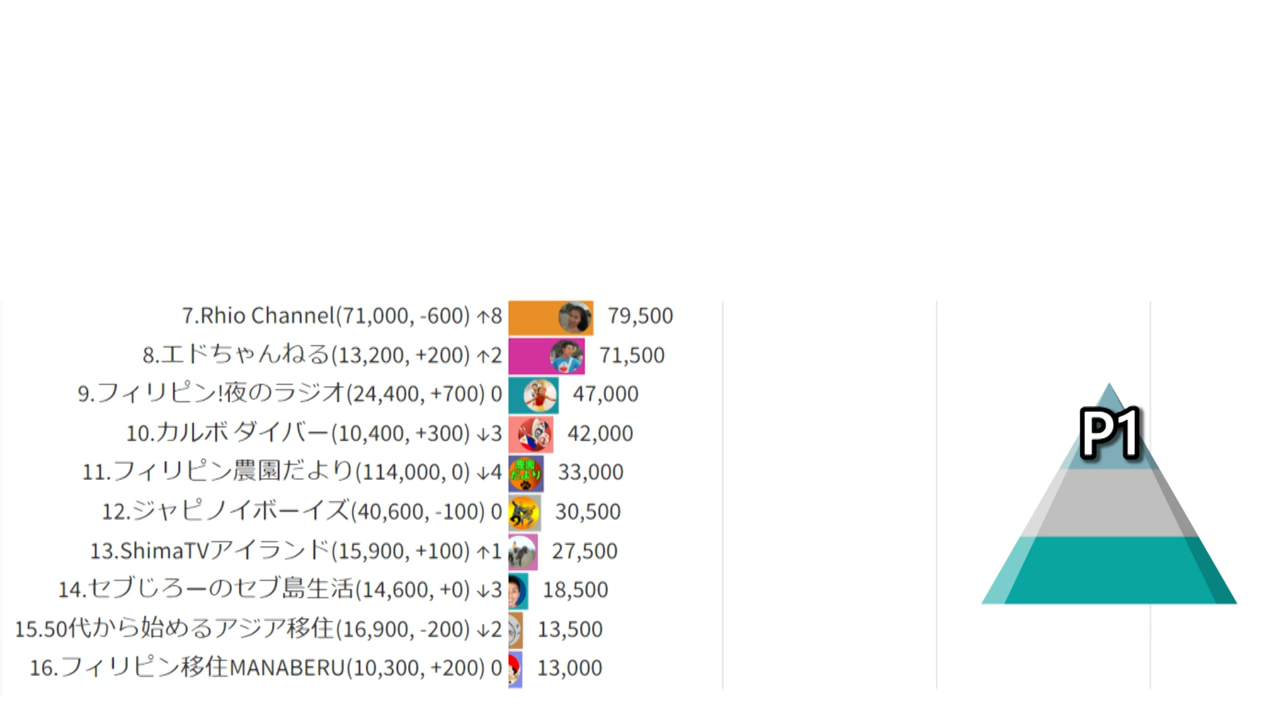 7.Rhio Channel(71,000, -600) ↑8 79,500
8.エドちゃんねる(13,200, +200) ↑2 71,500
9.フィリピン!夜のラジオ(24,400, +700) 0 47,000
10.カルボ ダイバー(10,400, +300) ↓3 42,000
11.フィリピン農園だより(114,000, 0) ↓4 33,000
12.ジャピノイボーイズ(40,600, -100) 0 30,500
13.ShimaTVアイランド(15,900, +100) ↑1 27,500
14.セブじろーのセブ島生活(14,600, +0) ↓3 18,500
15.50代から始めるアジア移住(16,900, -200) ↓2 13,500
16.フィリピン移住MANABERU(10,300, +200) 0 13,000
P1